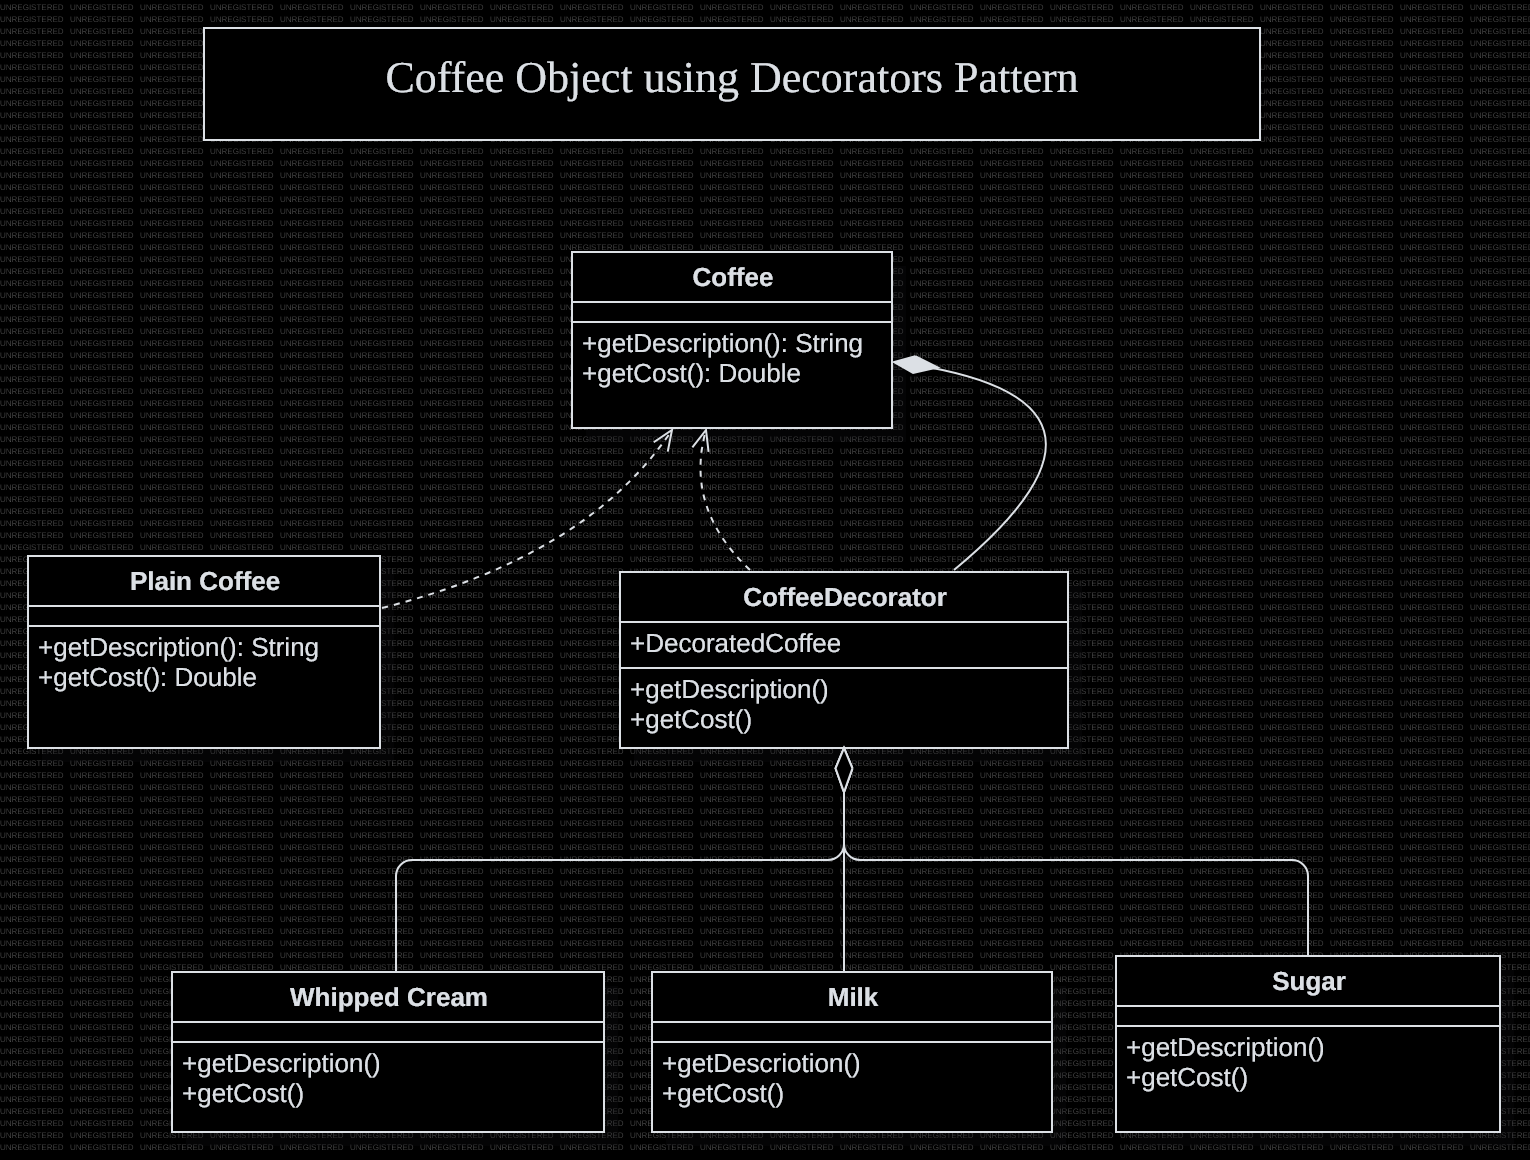 Coffee Object using Decorators Pattern
Coffee
+getDescription(): String
+getCost(): Double
Plain Coffee
+getDescription(): String
+getCost(): Double
CoffeeDecorator
+DecoratedCoffee
+getDescription()
+getCost()
Whipped Cream
+getDescription()
+getCost()
Milk
+getDescriotion()
+getCost()
Sugar
+getDescription()
+getCost()
UNREGISTERED